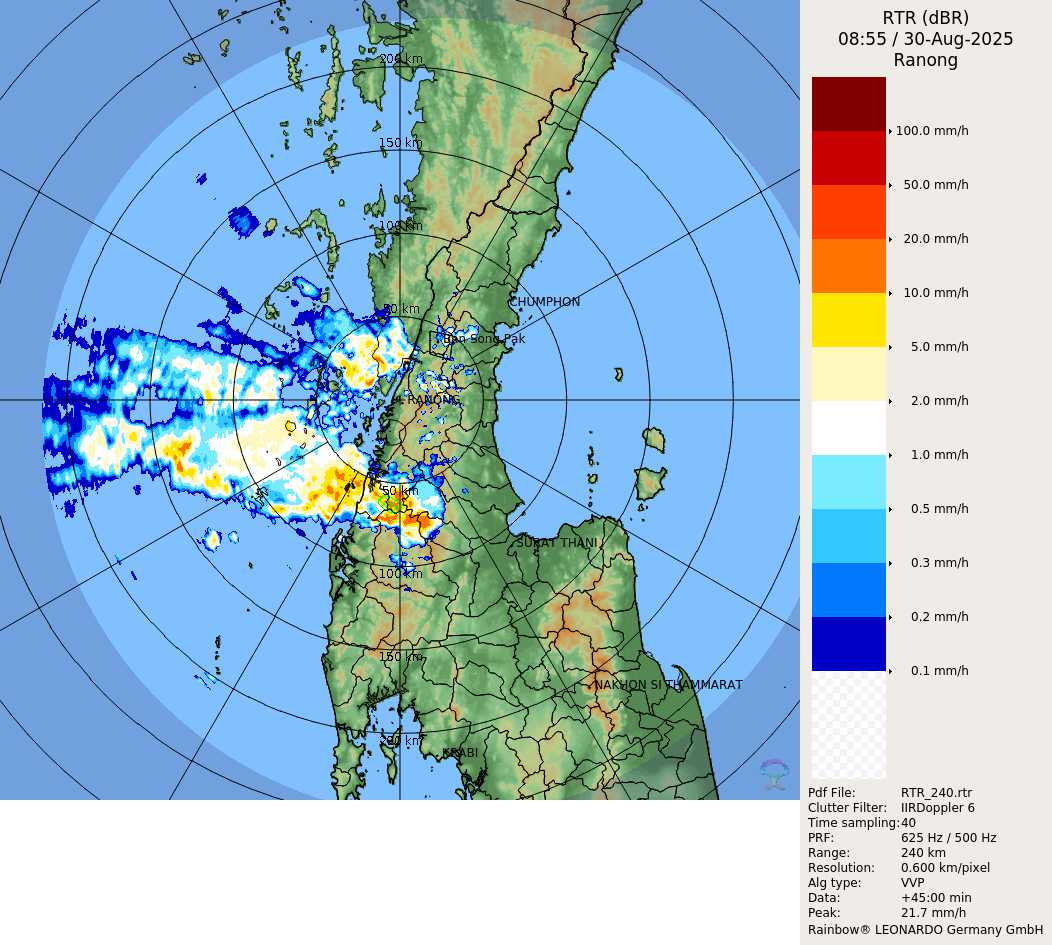 RTR (dBR)
08:55 / 30-Aug-2025
Ranong
200 km
150 km
100 km
50 km
CHUMPHON
Ban Song Pak
RANONG
50 km
SURAT THANI
100 km
150 km
NAKHON SI THAMMARAT
200 km
KRABI
100.0 mm/h
50.0 mm/h
20.0 mm/h
10.0 mm/h
5.0 mm/h
2.0 mm/h
1.0 mm/h
0.5 mm/h
0.3 mm/h
0.2 mm/h
0.1 mm/h
Pdf File: RTR_240.rtr
Clutter Filter: IIRDoppler 6
Time sampling:40
PRF: 625 Hz / 500 Hz
Range: 240 km
Resolution: 0.600 km/pixel
Alg type: VVP
Data: +45:00 min
Peak: 21.7 mm/h
Rainbow® LEONARDO Germany GmbH